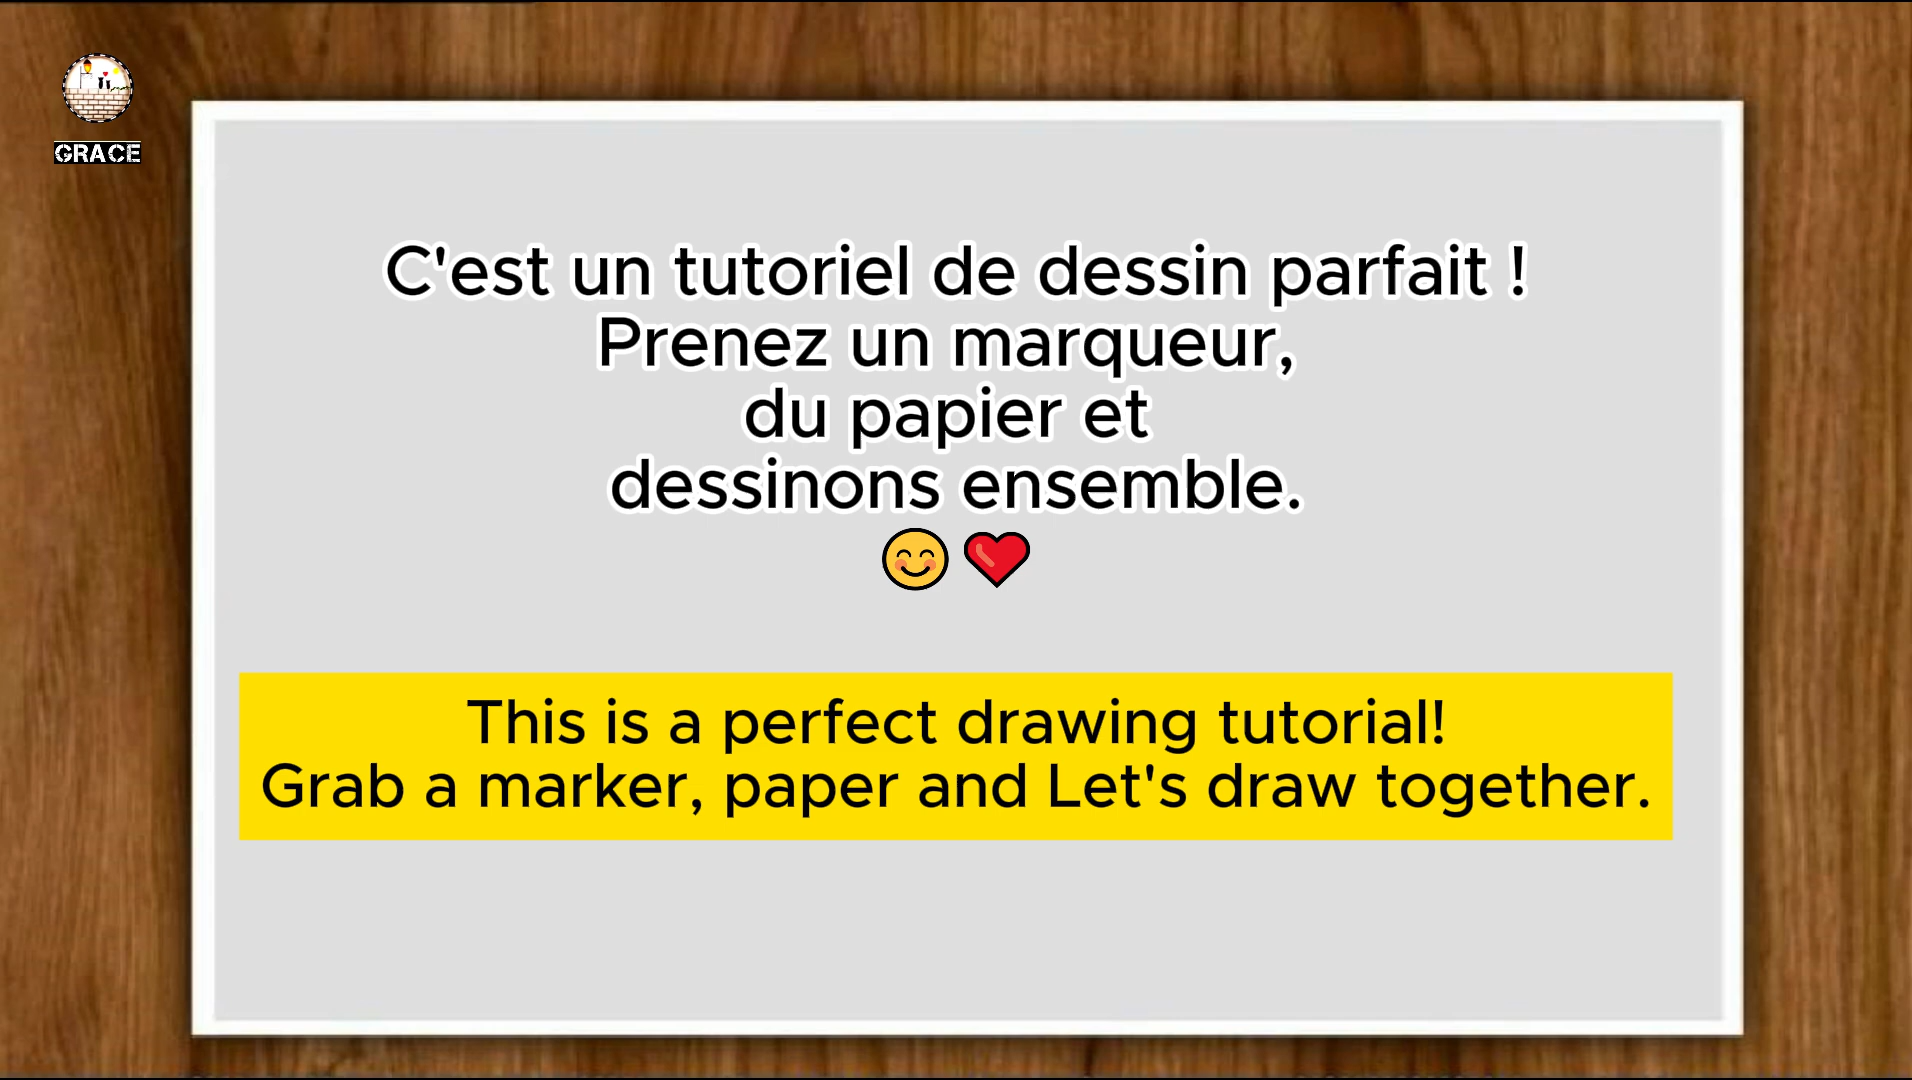 GRACE
C'est un tutoriel de dessin parfait !
Prenez un marqueur,
du papier et
dessinons ensemble.
😊 ❤️
This is a perfect drawing tutorial!
Grab a marker, paper and Let's draw together.